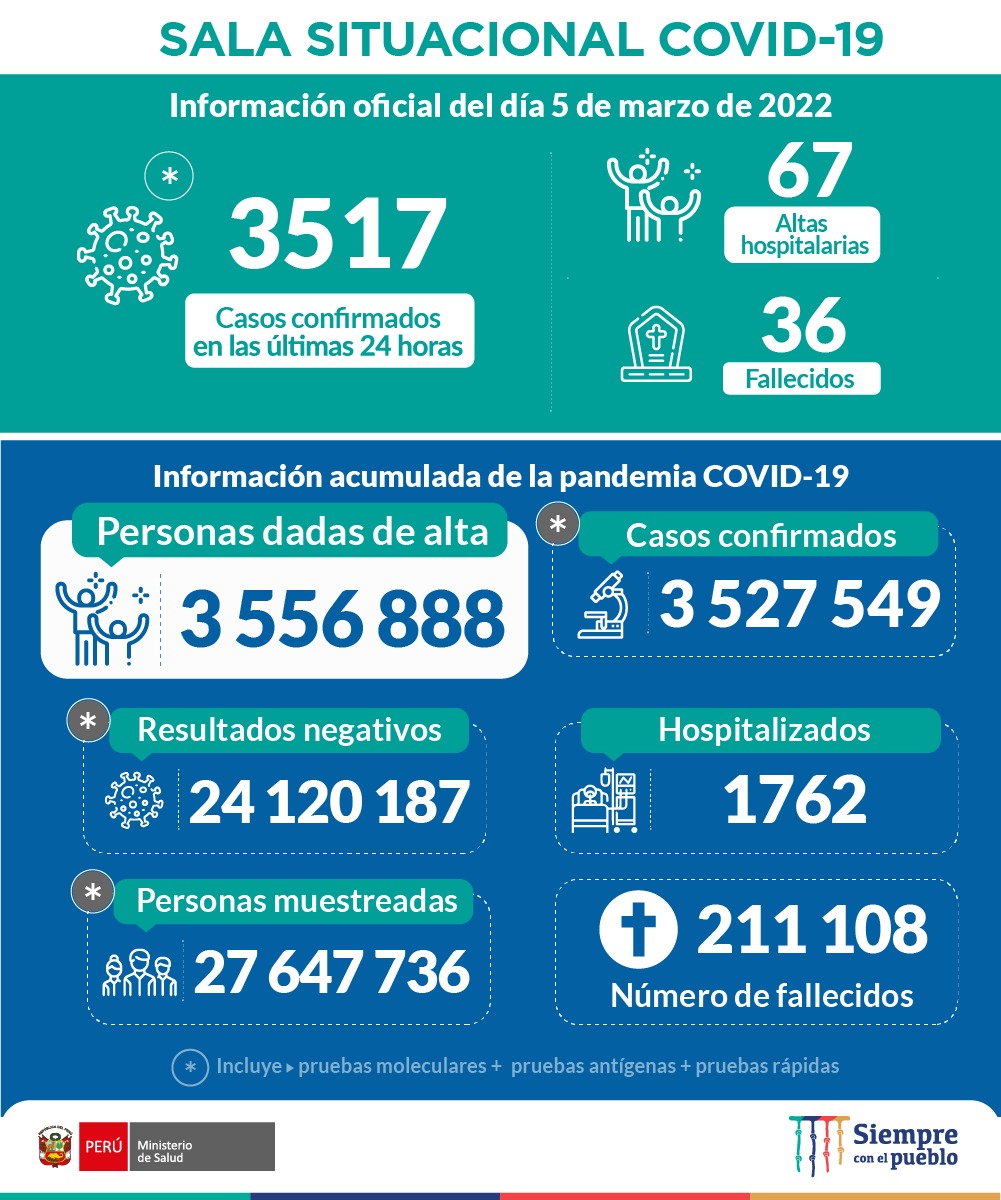 SALA SITUACIONAL COVID-19
Información oficial del día 5 de marzo de 2022
*
3517
Casos confirmados
en las últimas 24 horas
67
Altas
hospitalarias
36
Fallecidos
Información acumulada de la pandemia COVID-19
Personas dadas de alta
3 556 888
*
Casos confirmados
3 527 549
*
Resultados negativos
24 120 187
Hospitalizados
1762
*
Personas muestreadas
27 647 736
211 108
Número de fallecidos
* Incluye ▸ pruebas moleculares + pruebas antígenas + pruebas rápidas
PERÚ
Ministerio
de Salud
Siempre
con el pueblo